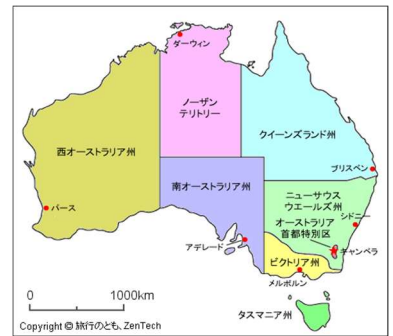 ダーウィン
ノーザン
テリトリー
クイーンズランド州
西オーストラリア州
ブリスベン
南オーストラリア州
ニューサウス
ウエールズ州
オーストラリア
首都特別区
シドニー
パース
アデレード
キャンベラ
ビクトリア州
メルボルン
タスマニア州
0 1000km
Copyright © 旅行のとも、ZenTech